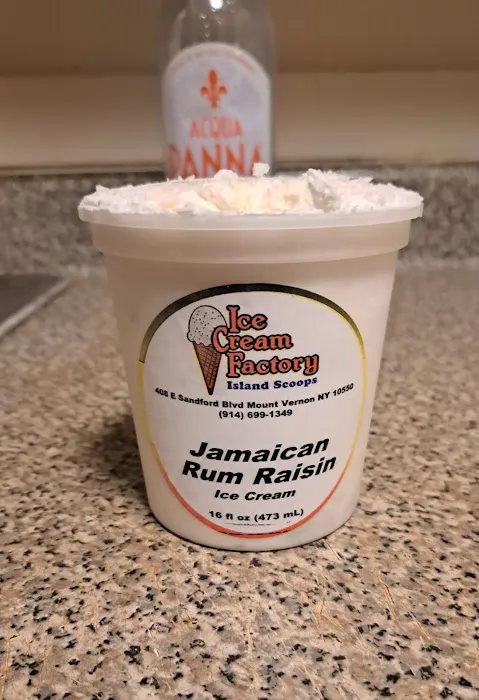 ACQUA
PANNA
Ice
Cream
Factory
Island Scoops
408 E Sandford Blvd Mount Vernon NY 10550
(914) 699-1349
Jamaican
Rum Raisin
Ice Cream
16 fl oz (473 mL)